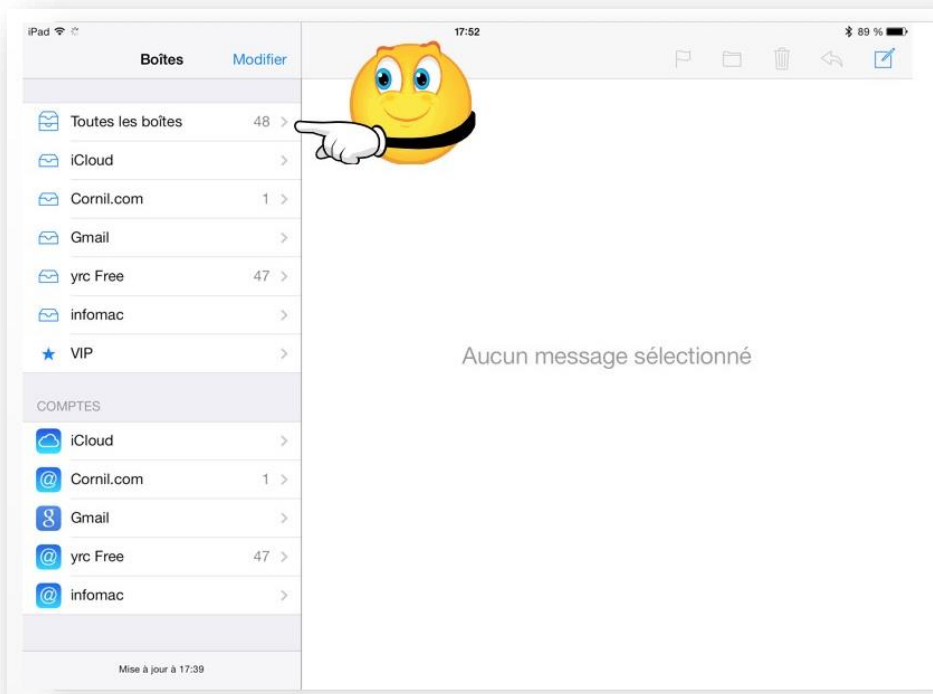 iPad 17:52 89 %
Boîtes Modifier
Toutes les boîtes 48
iCloud
Cornil.com 1
Gmail
yrc Free 47
infomac
VIP
Aucun message sélectionné
COMPTES
iCloud
Cornil.com 1
Gmail
yrc Free 47
infomac
Mise à jour à 17:39